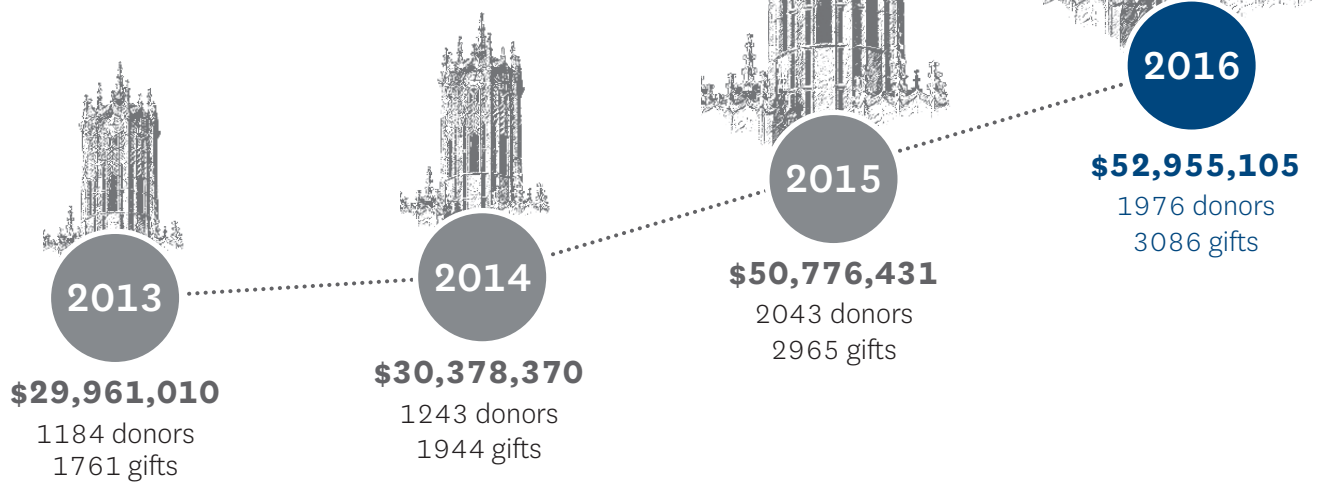 2013
$29,961,010
1184 donors
1761 gifts
2014
$30,378,370
1243 donors
1944 gifts
2015
$50,776,431
2043 donors
2965 gifts
2016
$52,955,105
1976 donors
3086 gifts